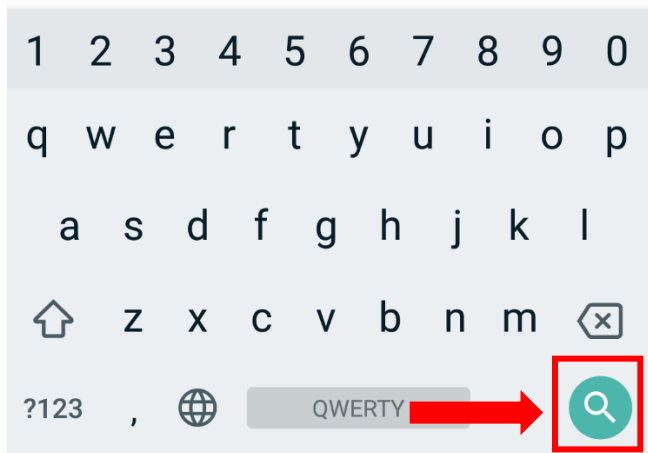 1 2 3 4 5 6 7 8 9 0
q w e r t y u i o p
a s d f g h j k l
z x c v b n m
?123 , QWERTY